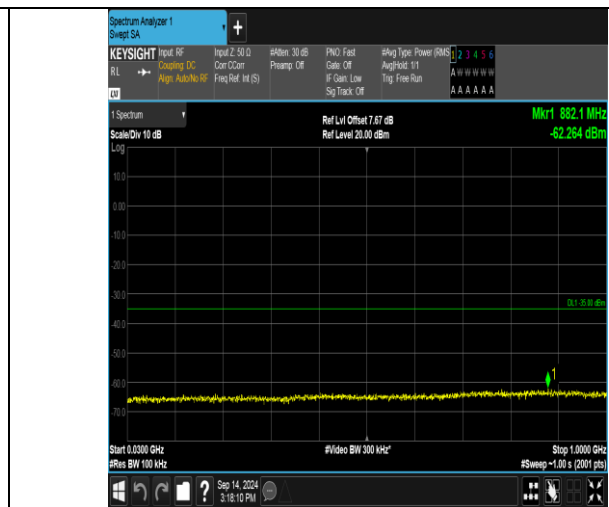 Spectrum Analyzer 1
Swept SA
+
KEYSIGHT
RL
LXI
Input: RF
Coupling: DC
Align: Auto/No RF
Input Z: 50 Ω
Corr CCorr
Freq Ref: Int (S)
#Atten: 30 dB
Preamp: Off
PNO: Fast
Gate: Off
IF Gain: Low
Sig Track: Off
#Avg Type: Power (RMS
Avg|Hold: 1/1
Trig: Free Run
1 2 3 4 5 6
A W W W W W
A A A A A A
1 Spectrum
Scale/Div 10 dB
Ref Lvl Offset 7.67 dB
Ref Level 20.00 dBm
Mkr1 882.1 MHz
-62.264 dBm
Log
10.0
0.00
-10.0
-20.0
-30.0
DL1 -35.00 dBm
-40.0
-50.0
1
-60.0
-70.0
Start 0.0300 GHz
#Res BW 100 kHz
#Video BW 300 kHz*
Stop 1.0000 GHz
#Sweep ~1.00 s (2001 pts)
?
Sep 14, 2024
3:18:10 PM